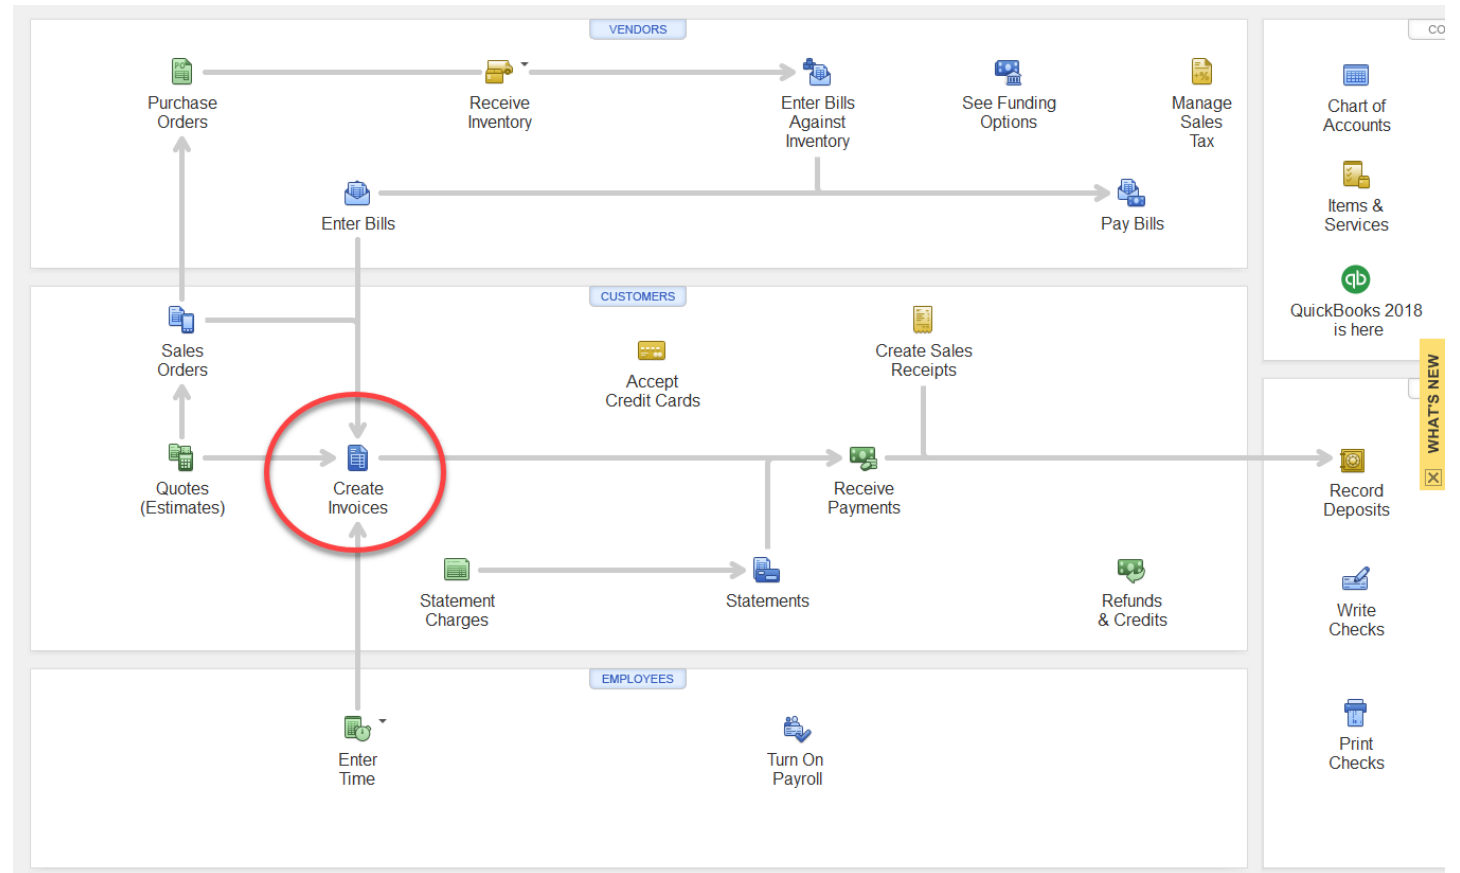 VENDORS
Purchase
Orders
Receive
Inventory
Enter Bills
Against
Inventory
See Funding
Options
Manage
Sales
Tax
Enter Bills
Pay Bills
CUSTOMERS
Sales
Orders
Accept
Credit Cards
Create Sales
Receipts
Quotes
(Estimates)
Create
Invoices
Receive
Payments
Statement
Charges
Statements
Refunds
& Credits
EMPLOYEES
Enter
Time
Turn On
Payroll
CO
Chart of
Accounts
Items &
Services
qb
QuickBooks 2018
is here
WHAT'S NEW
Record
Deposits
Write
Checks
Print
Checks